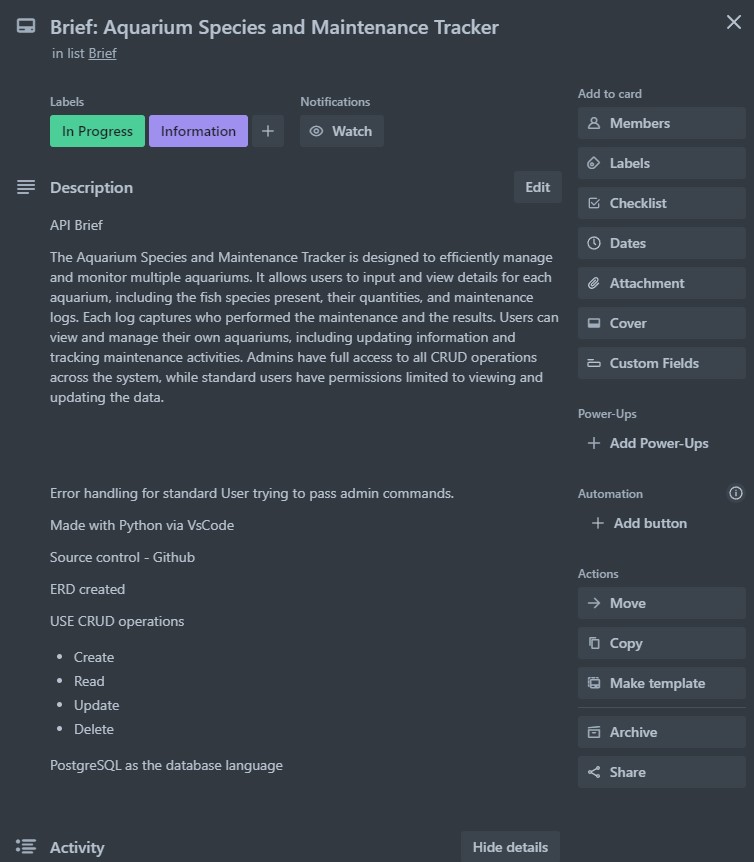 Brief: Aquarium Species and Maintenance Tracker
in list Brief
Labels
In Progress
Information
Notifications
Watch
Description
Edit
API Brief
The Aquarium Species and Maintenance Tracker is designed to efficiently manage
and monitor multiple aquariums. It allows users to input and view details for each
aquarium, including the fish species present, their quantities, and maintenance
logs. Each log captures who performed the maintenance and the results. Users can
view and manage their own aquariums, including updating information and
tracking maintenance activities. Admins have full access to all CRUD operations
across the system, while standard users have permissions limited to viewing and
updating the data.
Error handling for standard User trying to pass admin commands.
Made with Python via VsCode
Source control - Github
ERD created
USE CRUD operations
• Create
• Read
• Update
• Delete
PostgreSQL as the database language
Activity
Hide details
Add to card
Members
Labels
Checklist
Dates
Attachment
Cover
Custom Fields
Power-Ups
+ Add Power-Ups
Automation
+ Add button
Actions
Move
Copy
Make template
Archive
Share